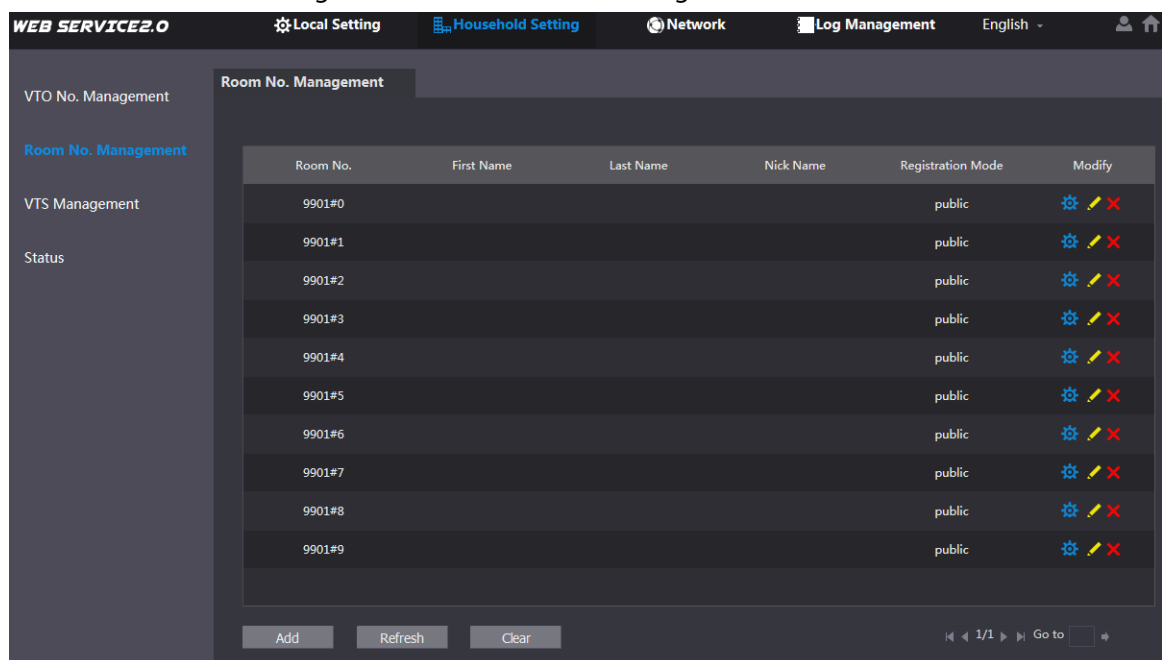 WEB SERVICE2.0 Local Setting Household Setting Network Log Management English
VTO No. Management
Room No. Management
VTS Management
Status
Room No. Management
Room No. First Name Last Name Nick Name Registration Mode Modify
9901#0 public
9901#1 public
9901#2 public
9901#3 public
9901#4 public
9901#5 public
9901#6 public
9901#7 public
9901#8 public
9901#9 public
Add Refresh Clear 1/1 Go to